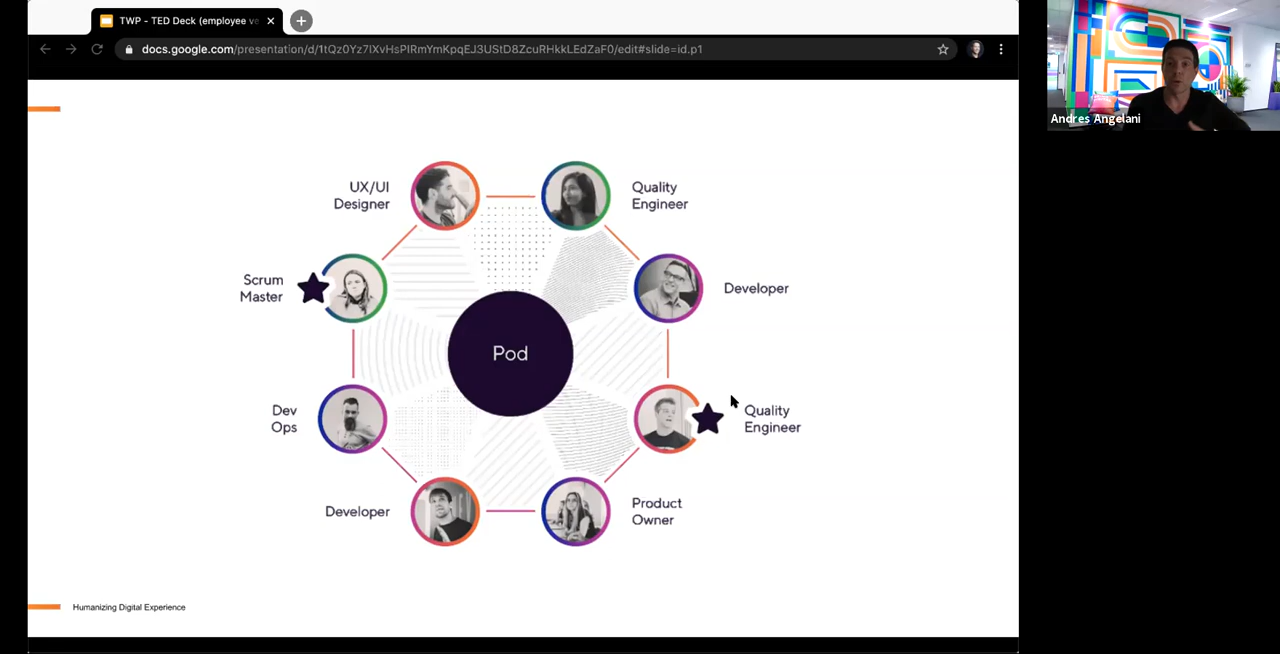 TWP - TED Deck (employee ve
docs.google.com/presentation/d/1tQz0Yz7lXvHsPIRmYmKpqEJ3UStD8ZcuRHkkLEdZaF0/edit#slide=id.p1
Andres Angelani
UX/UI
Designer
Quality
Engineer
Scrum
Master
Developer
Pod
Dev
Ops
Quality
Engineer
Developer
Product
Owner
Humanizing Digital Experience